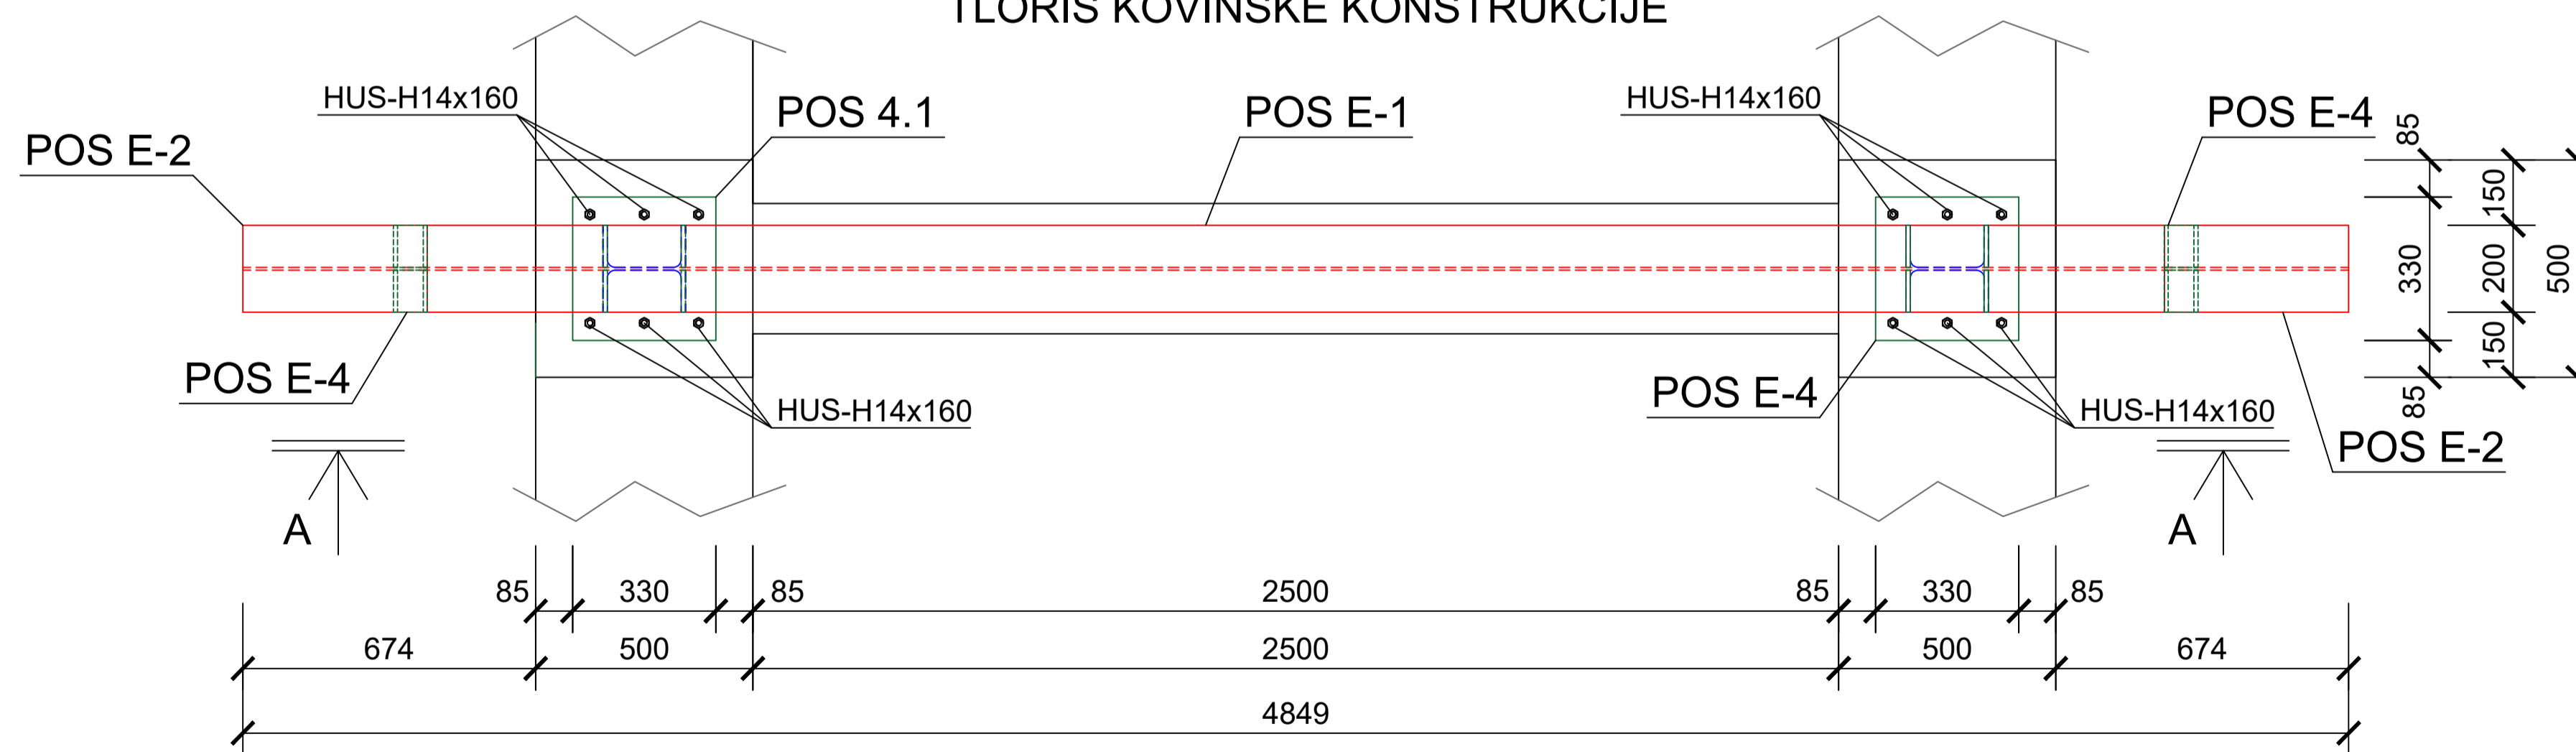 TLORIS KOVINSKE KONSTRUKCIJE
HUS-H14x160
POS 4.1
POS E-1
HUS-H14x160
POS E-4
POS E-2
85
150
330
200
500
150
85
POS E-4
HUS-H14x160
POS E-4
HUS-H14x160
POS E-2
A
A
85
330
85
2500
85
330
85
674
500
2500
500
674
4849